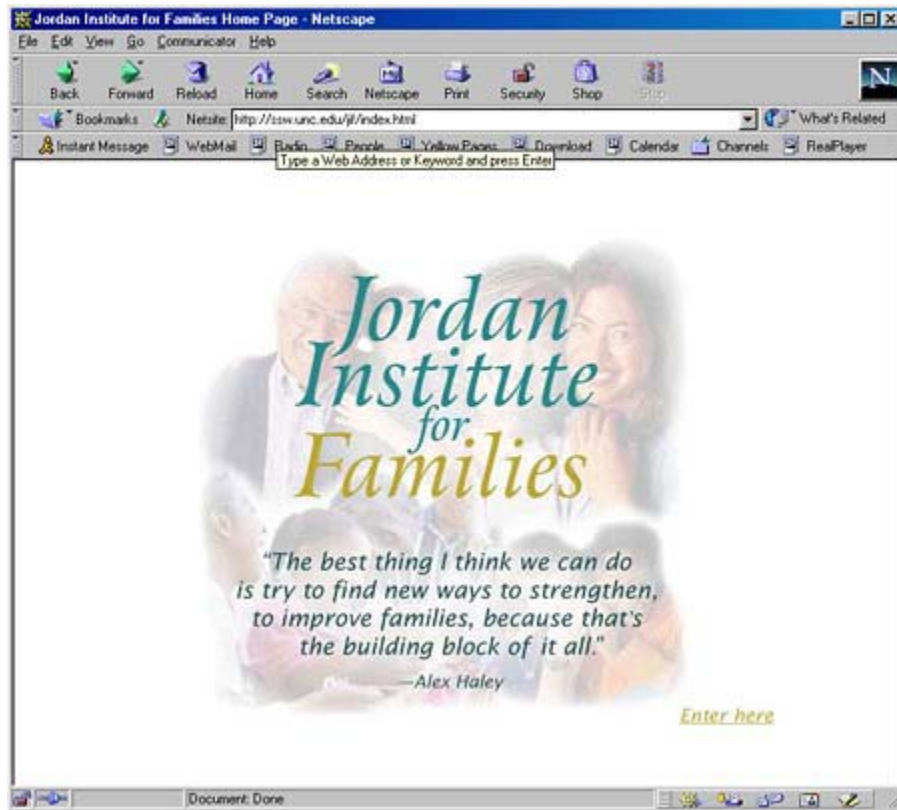 Jordan Institute for Families Home Page - Netscape
File Edit View Go Communicator Help
Back Forward Reload Home Search Netscape Print Security Shop Stop
Bookmarks Netsite: http://ssw.unc.edu/jif/index.html What's Related
Instant Message WebMail Radio People Yellow Pages Download Calendar Channels RealPlayer
Type a Web Address or Keyword and press Enter
Jordan
Institute
for
Families
"The best thing I think we can do
is try to find new ways to strengthen,
to improve families, because that's
the building block of it all."
—Alex Haley
Enter here
Document: Done